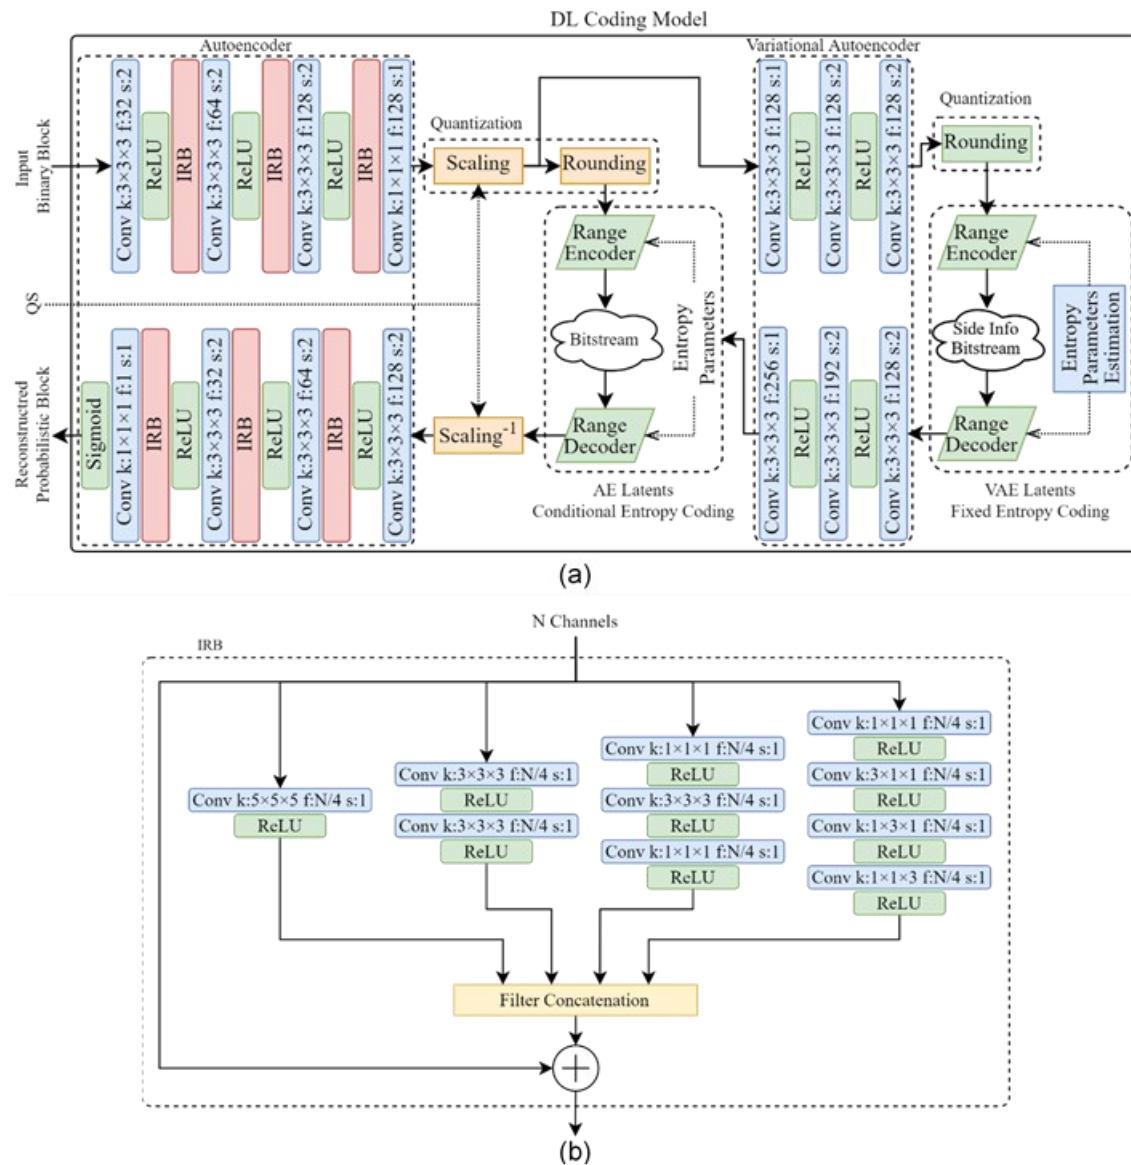 DL Coding Model
Autoencoder
Variational Autoencoder
Input
Binary Block
Conv k:3×3×3 f:32 s:2
ReLU
IRB
Conv k:3×3×3 f:64 s:2
ReLU
IRB
Conv k:3×3×3 f:128 s:2
ReLU
IRB
Conv k:1×1×1 f:128 s:1
Quantization
Scaling
Rounding
Conv k:3×3×3 f:128 s:1
ReLU
Conv k:3×3×3 f:128 s:2
ReLU
Conv k:3×3×3 f:128 s:2
Quantization
Rounding
QS
Range
Encoder
Bitstream
Range
Decoder
Entropy
Parameters
Range
Encoder
Side Info
Bitstream
Range
Decoder
Entropy
Parameters
Estimation
Reconstructred
Probabilistic Block
Sigmoid
Conv k:1×1×1 f:1 s:1
IRB
ReLU
Conv k:3×3×3 f:32 s:2
IRB
ReLU
Conv k:3×3×3 f:64 s:2
IRB
ReLU
Conv k:3×3×3 f:128 s:2
Scaling⁻¹
Conv k:3×3×3 f:256 s:1
ReLU
Conv k:3×3×3 f:192 s:2
ReLU
Conv k:3×3×3 f:128 s:2
AE Latents
Conditional Entropy Coding
VAE Latents
Fixed Entropy Coding
(a)
N Channels
IRB
Conv k:5×5×5 f:N/4 s:1
ReLU
Conv k:3×3×3 f:N/4 s:1
ReLU
Conv k:3×3×3 f:N/4 s:1
ReLU
Conv k:1×1×1 f:N/4 s:1
ReLU
Conv k:3×3×3 f:N/4 s:1
ReLU
Conv k:1×1×1 f:N/4 s:1
ReLU
Conv k:1×1×1 f:N/4 s:1
ReLU
Conv k:3×1×1 f:N/4 s:1
ReLU
Conv k:1×3×1 f:N/4 s:1
ReLU
Conv k:1×1×3 f:N/4 s:1
ReLU
Filter Concatenation
(b)